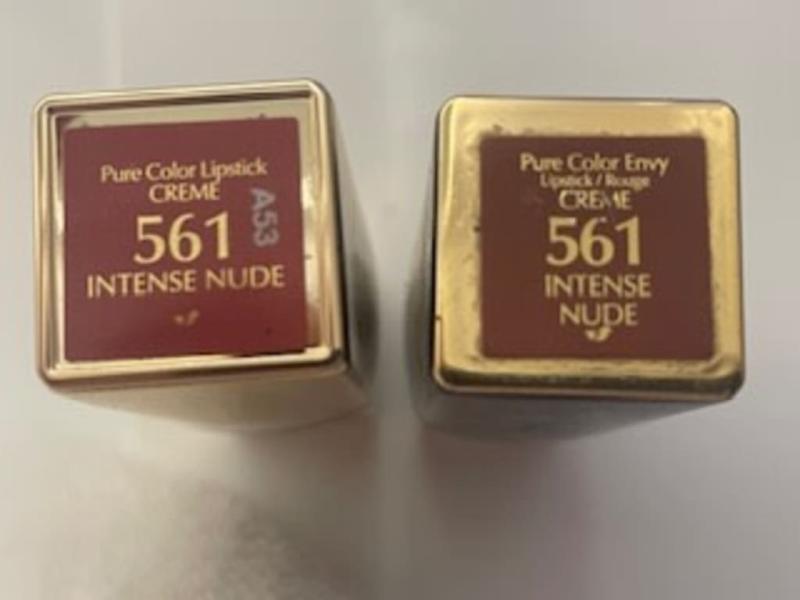 Pure Color Lipstick
CREME
561
INTENSE NUDE
A53
Pure Color Envy
Lipstick / Rouge
CREME
561
INTENSE
NUDE